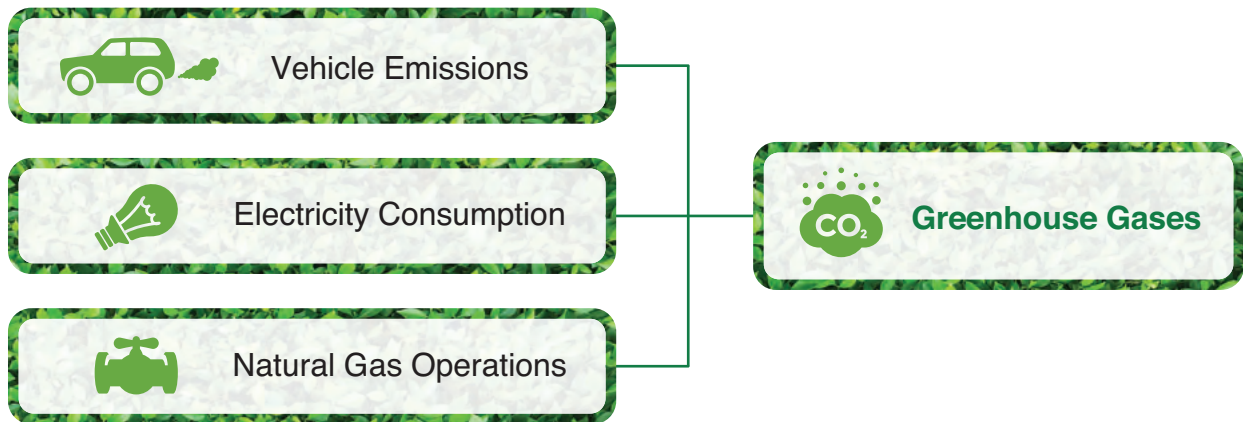 Vehicle Emissions
Electricity Consumption
CO₂
Greenhouse Gases
Natural Gas Operations